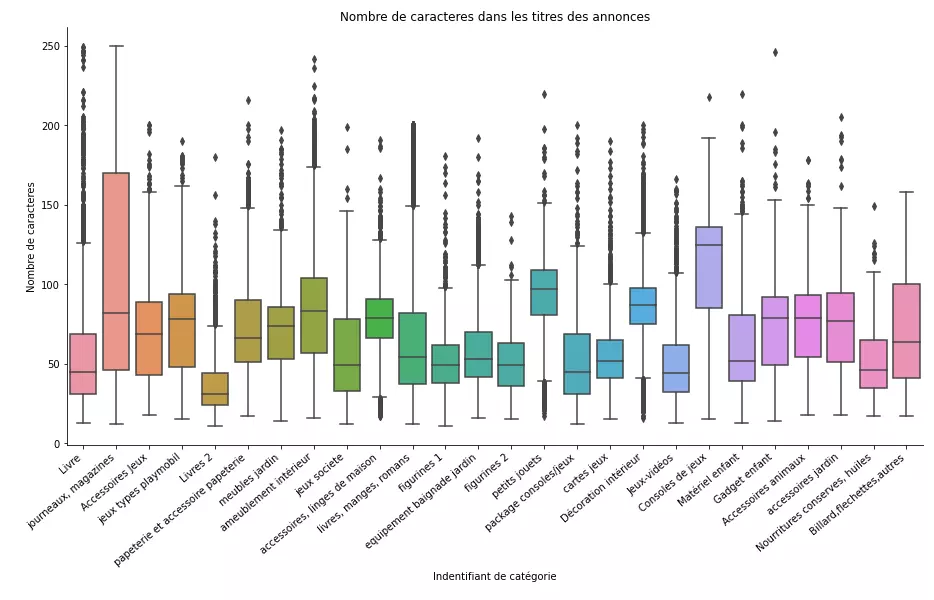 Nombre de caracteres dans les titres des annonces
Nombre de caracteres
250
200
150
100
50
0
Livre
journeaux, magazines
Accessoires Jeux
jeux types playmobil
Livres 2
papeterie et accessoire papeterie
meubles jardin
ameublement intérieur
jeux societe
accessoires, linges de maison
livres, manges, romans
figurines 1
equipement baignade jardin
figurines 2
petits jouets
package consoles/jeux
cartes jeux
Décoration intérieur
Jeux-vidéos
Consoles de jeux
Matériel enfant
Gadget enfant
Accessoires animaux
accessoires jardin
Nourritures conserves, huiles
Billard,flechettes,autres
Indentifiant de catégorie